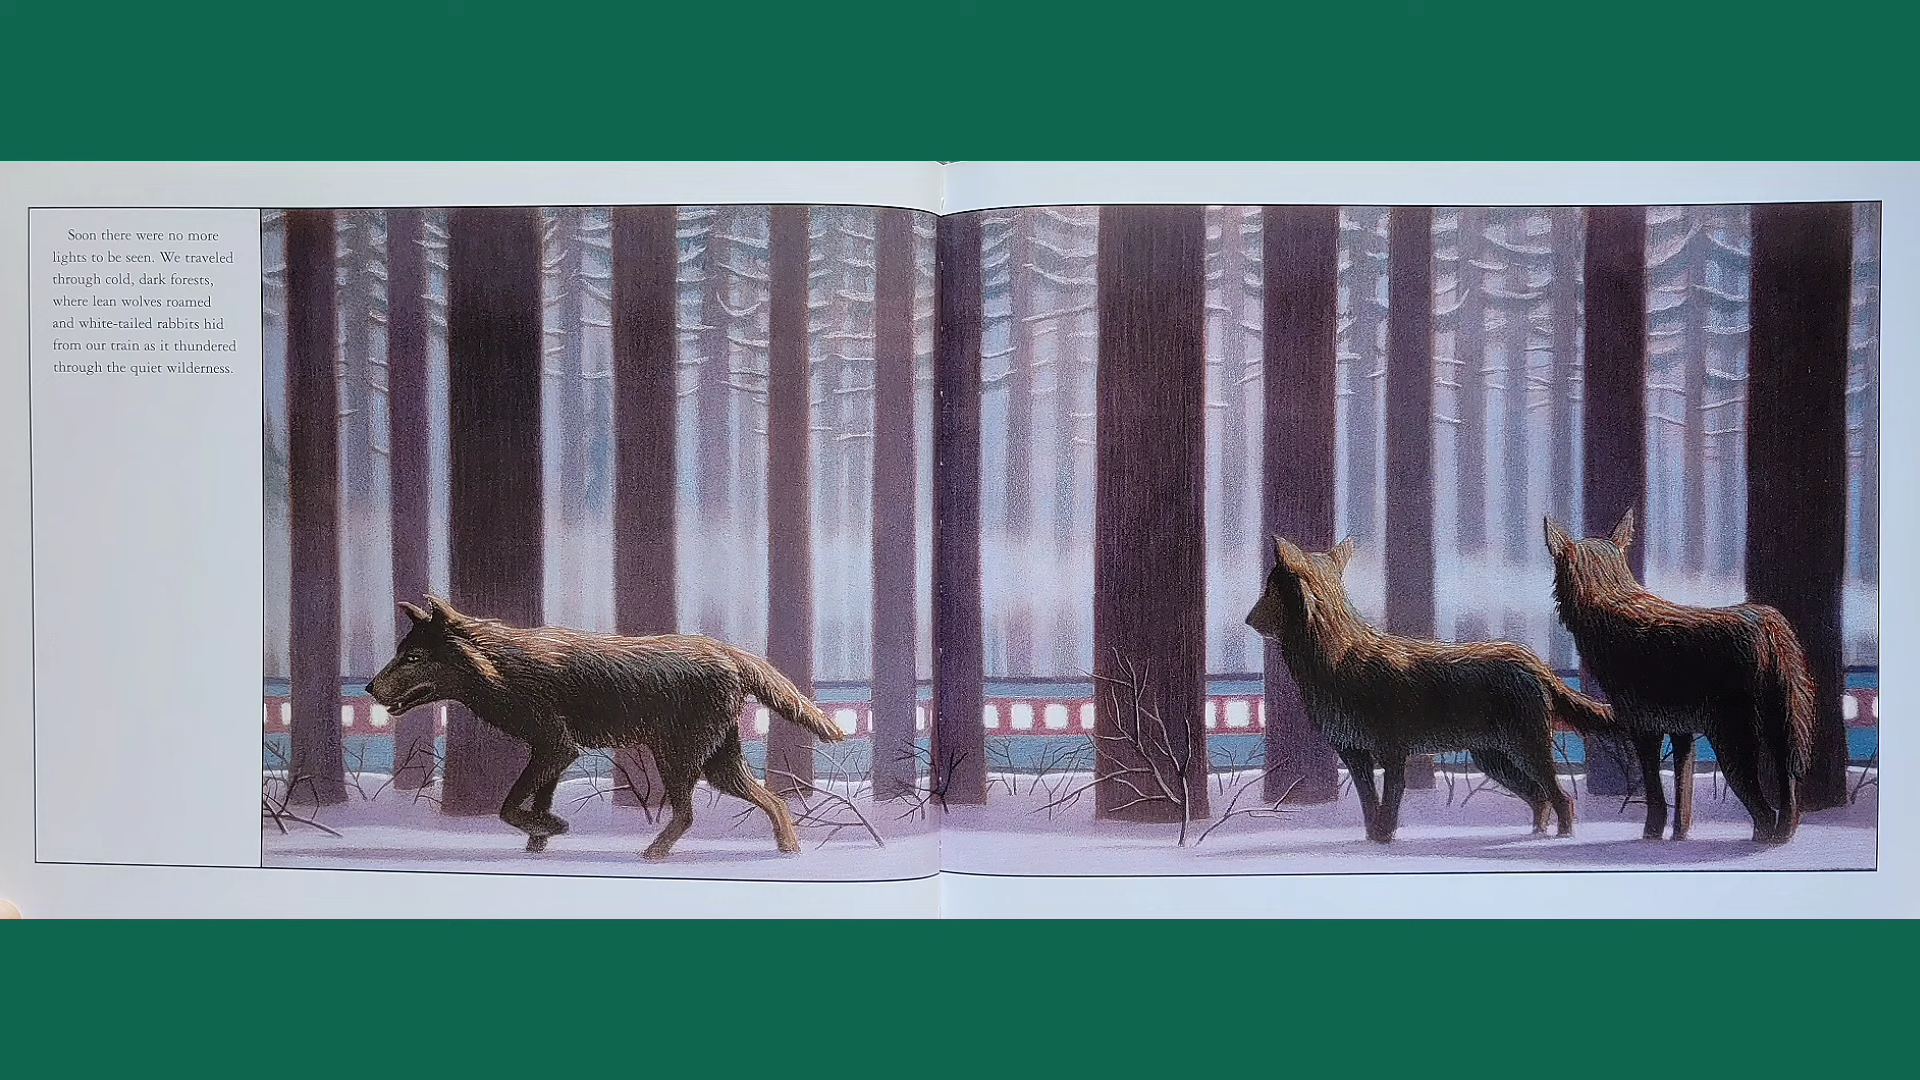 Soon there were no more
lights to be seen. We traveled
through cold, dark forests,
where lean wolves roamed
and white-tailed rabbits hid
from our train as it thundered
through the quiet wilderness.